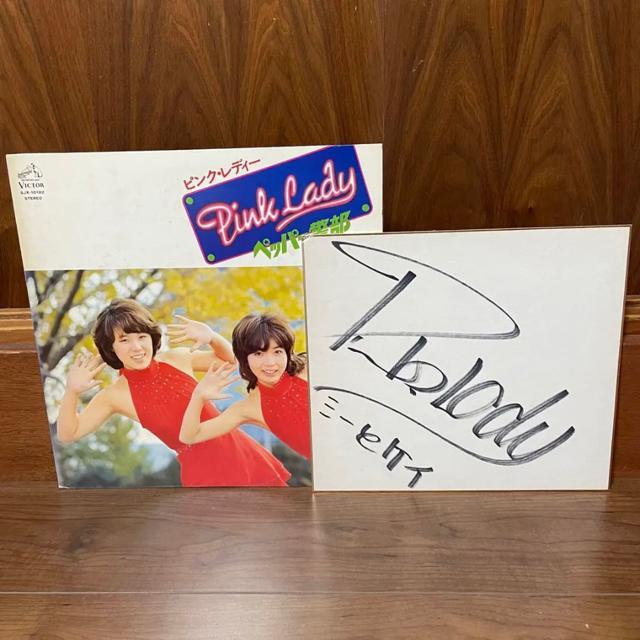 VICTOR
SJX-10122
STEREO
ピンク・レディー
Pink Lady
ペッパー警部
Pink lady
ミーとケイ